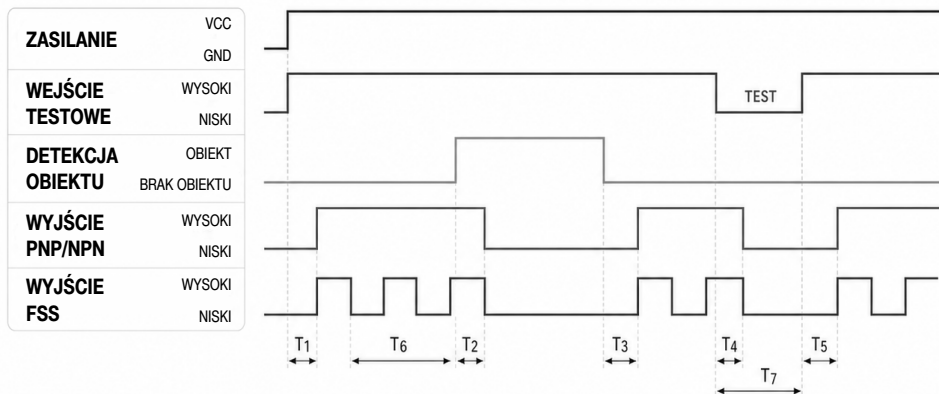 ZASILANIE
VCC
GND
WEJŚCIE
TESTOWE
WYSOKI
NISKI
TEST
DETEKCJA
OBIEKTU
OBIEKT
BRAK OBIEKTU
WYJŚCIE
PNP/NPN
WYSOKI
NISKI
WYJŚCIE
FSS
WYSOKI
NISKI
T1 T6 T2 T3 T4 T5
T7